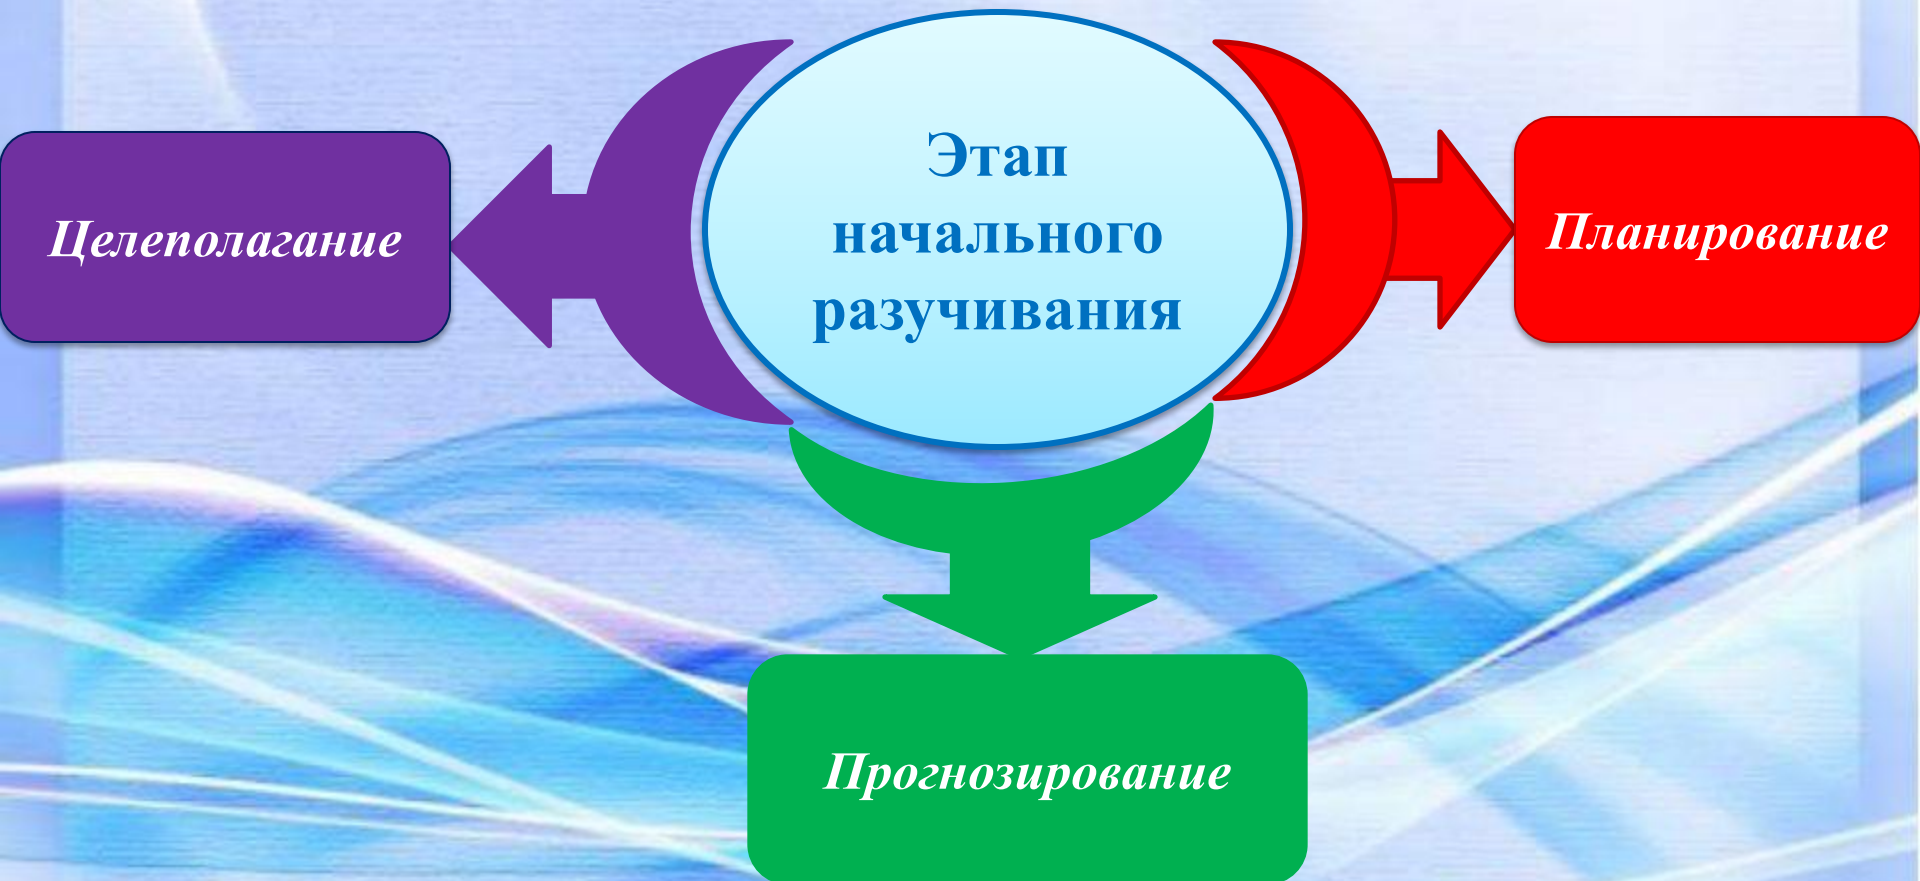 Этап
начального
разучивания
Целеполагание
Планирование
Прогнозирование